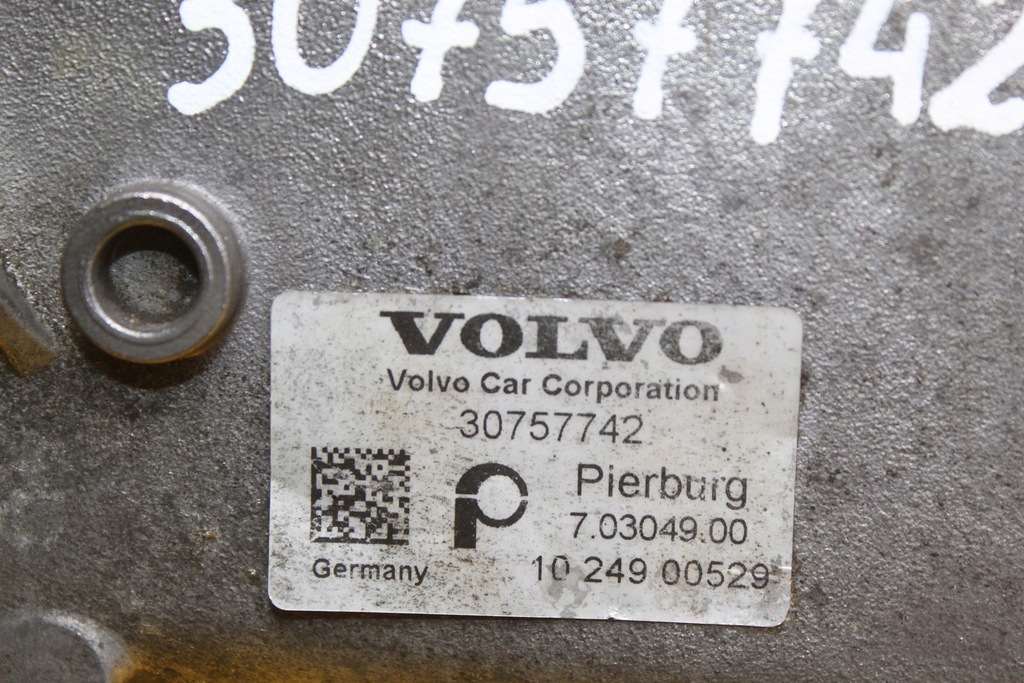 30757742
VOLVO
Volvo Car Corporation
30757742
Pierburg
7.03049.00
Germany
10 249 00529